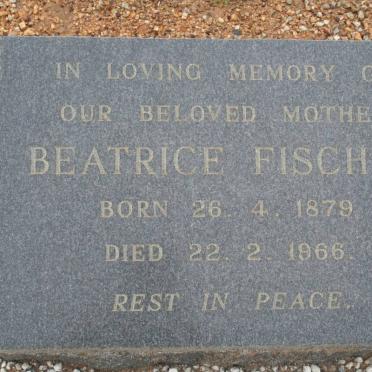 IN LOVING MEMORY O
OUR BELOVED MOTHE
BEATRICE FISCH
BORN 26. 4. 1879
DIED 22. 2. 1966.
REST IN PEACE.